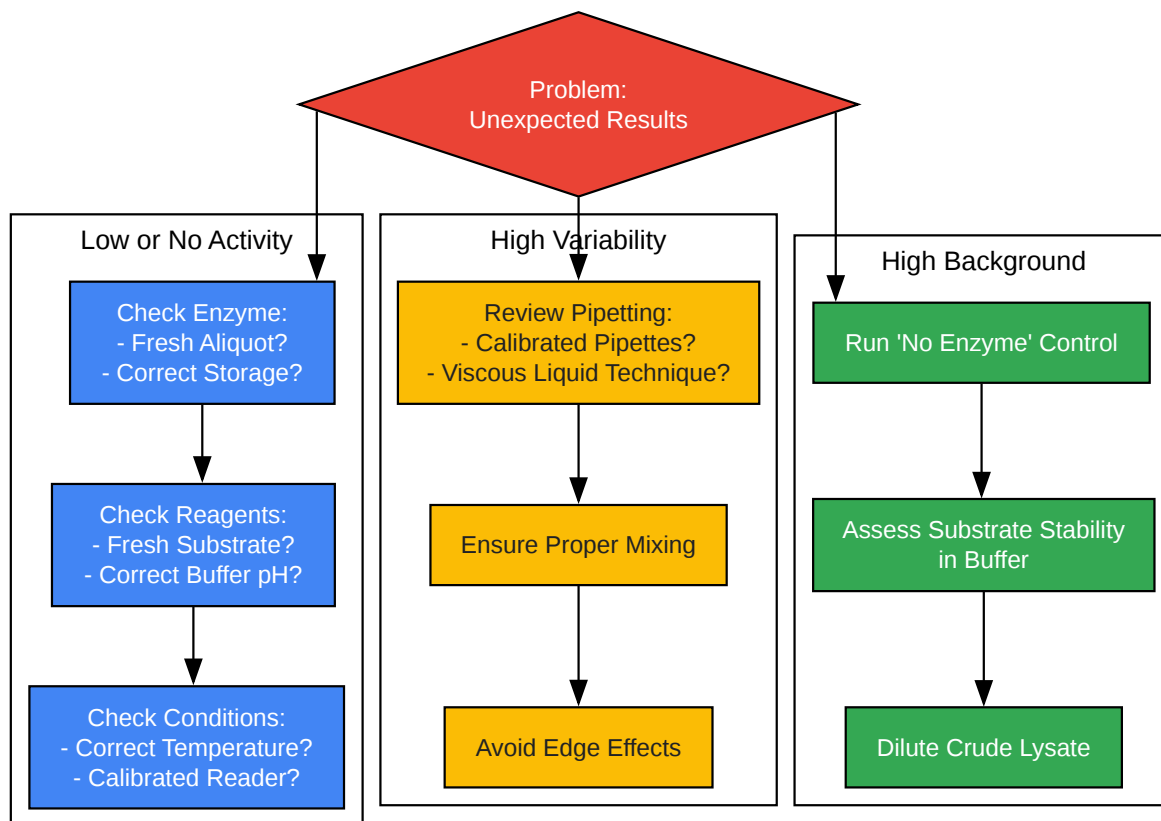 Problem:
Unexpected Results
Low or No Activity
Check Enzyme:
- Fresh Aliquot?
- Correct Storage?
Check Reagents:
- Fresh Substrate?
- Correct Buffer pH?
Check Conditions:
- Correct Temperature?
- Calibrated Reader?
High Variability
Review Pipetting:
- Calibrated Pipettes?
- Viscous Liquid Technique?
Ensure Proper Mixing
Avoid Edge Effects
High Background
Run 'No Enzyme' Control
Assess Substrate Stability
in Buffer
Dilute Crude Lysate